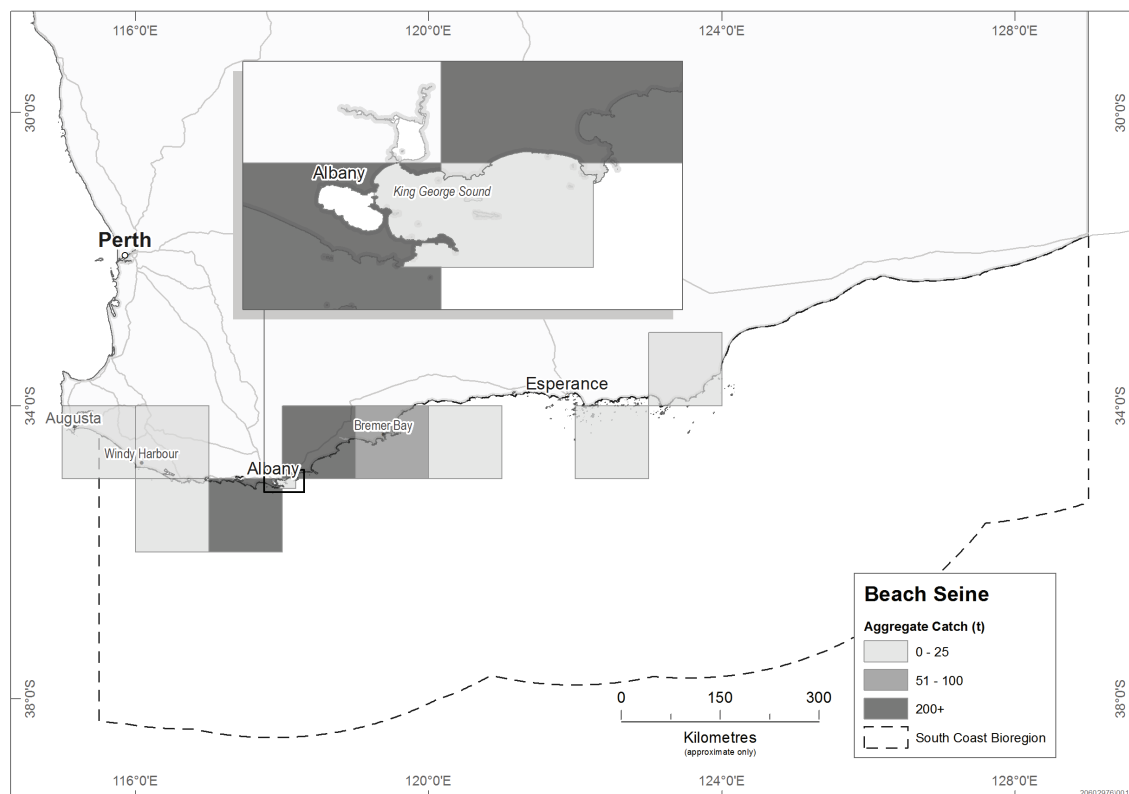 116°0'E 120°0'E 124°0'E 128°0'E
30°0'S 30°0'S
Albany
King George Sound
Perth
34°0'S 34°0'S
Esperance
Augusta
Bremer Bay
Windy Harbour
Albany
Beach Seine
Aggregate Catch (t)
0 - 25
51 - 100
200+
South Coast Bioregion
38°0'S 38°0'S
0 150 300
Kilometres
(approximate only)
116°0'E 120°0'E 124°0'E 128°0'E